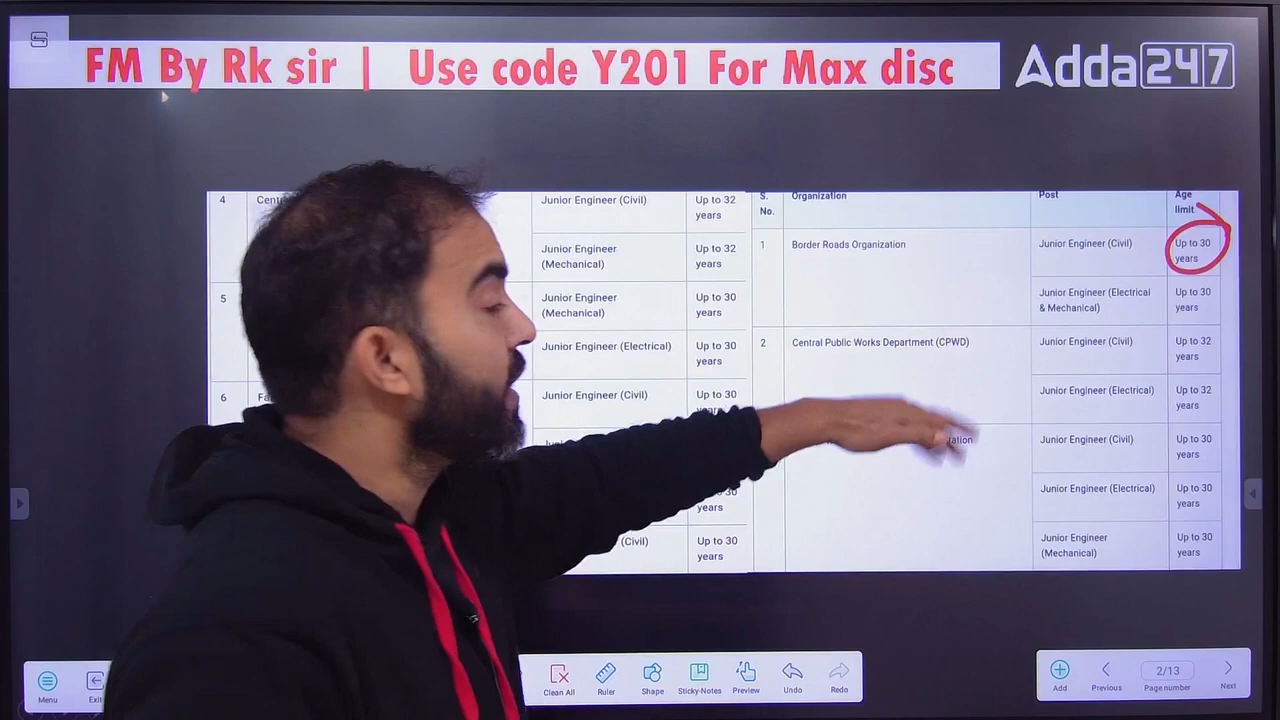 FM By Rk sir | Use code Y201 For Max disc
Adda 24|7
4
Junior Engineer (Civil)
Up to 32
years
Junior Engineer
(Mechanical)
Up to 32
years
5
Junior Engineer
(Mechanical)
Up to 30
years
Junior Engineer (Electrical)
Up to 30
years
6
Junior Engineer (Civil)
Up to 30
years
years
(Civil)
Up to 30
years
S.
No.
Organization
Post
Age
limit
1
Border Roads Organization
Junior Engineer (Civil)
Up to 30
years
Junior Engineer (Electrical
& Mechanical)
Up to 30
years
2
Central Public Works Department (CPWD)
Junior Engineer (Civil)
Up to 32
years
Junior Engineer (Electrical)
Up to 32
years
Junior Engineer (Civil)
Up to 30
years
Junior Engineer (Electrical)
Up to 30
years
Junior Engineer
(Mechanical)
Up to 30
years
Menu
Clean All
Ruler
Shape
Sticky-Notes
Preview
Undo
Redo
Add
Previous
2/13
Page number
Next